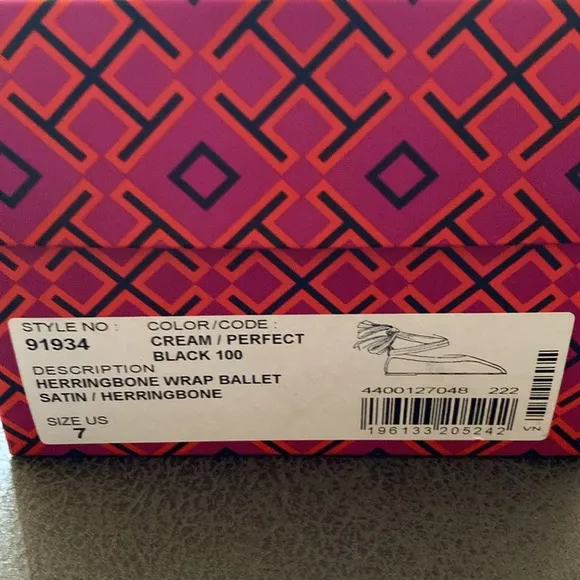 STYLE NO :
91934
COLOR/CODE :
CREAM / PERFECT
BLACK 100
DESCRIPTION
HERRINGBONE WRAP BALLET
SATIN / HERRINGBONE
SIZE US
7
4400127048 222
196133 205242
VN